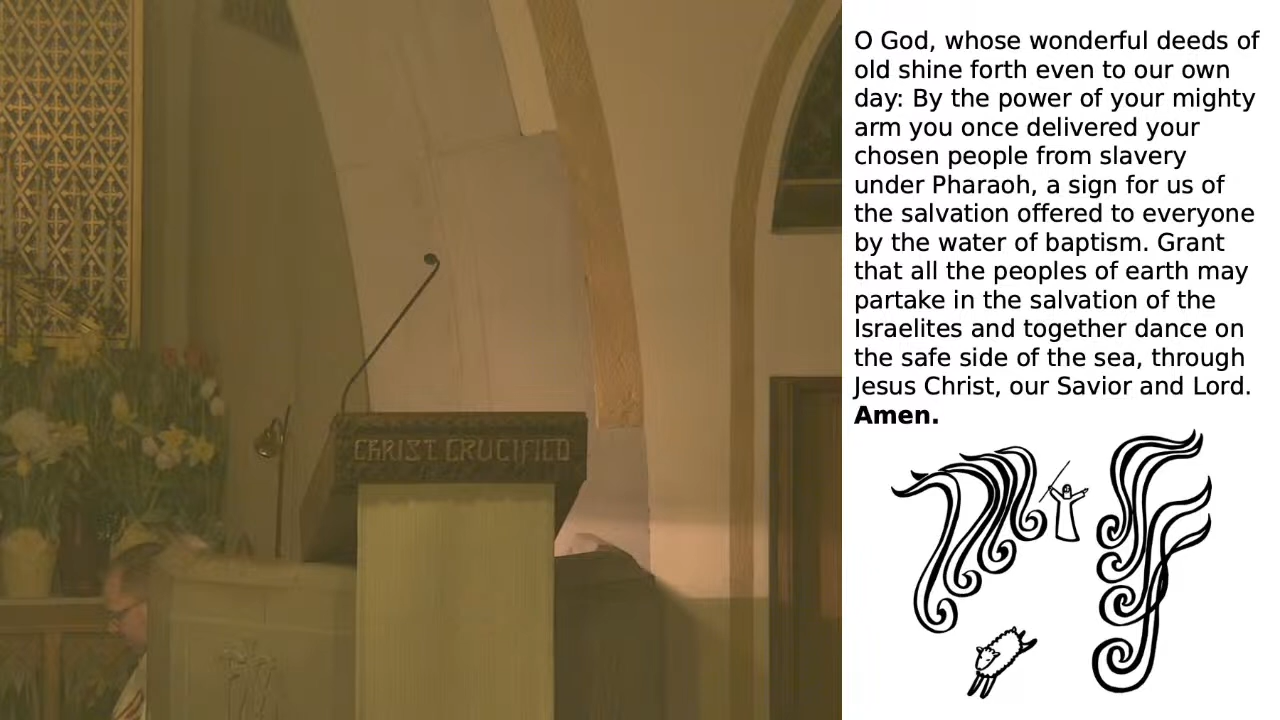 O God, whose wonderful deeds of
old shine forth even to our own
day: By the power of your mighty
arm you once delivered your
chosen people from slavery
under Pharaoh, a sign for us of
the salvation offered to everyone
by the water of baptism. Grant
that all the peoples of earth may
partake in the salvation of the
Israelites and together dance on
the safe side of the sea, through
Jesus Christ, our Savior and Lord.
Amen.
CHRIST CRUCIFIED